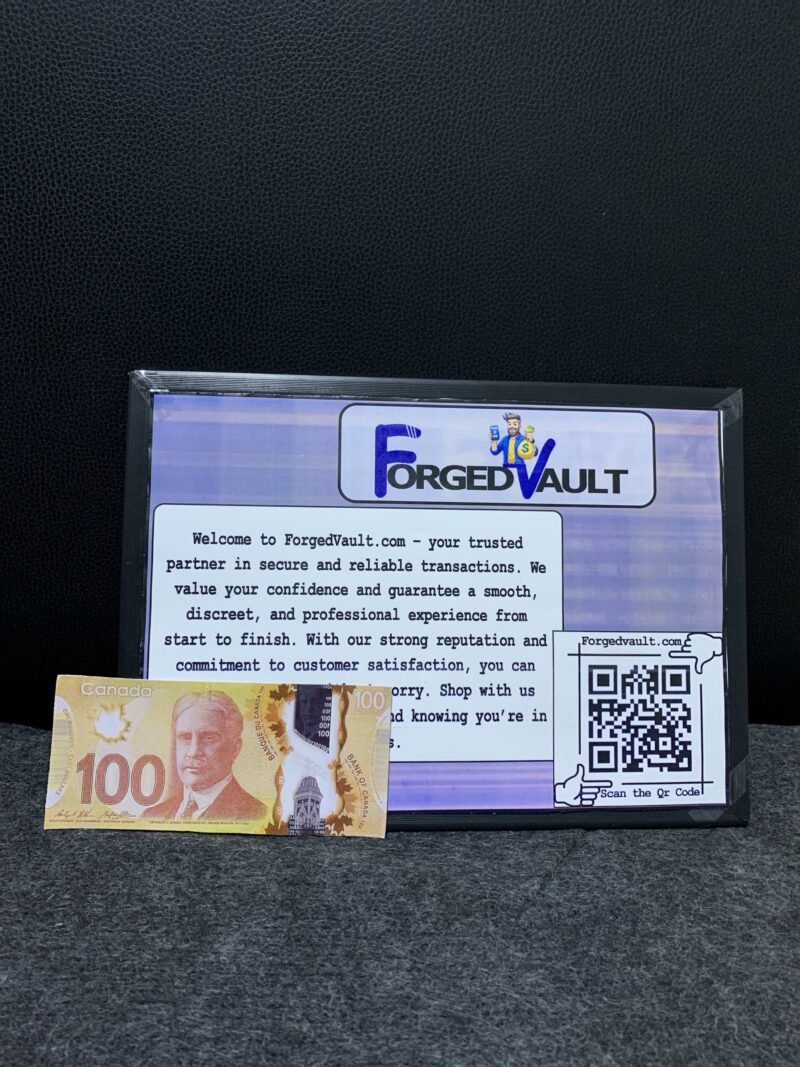 FORGEDVAULT
Welcome to ForgedVault.com – your trusted
partner in secure and reliable transactions. We
value your confidence and guarantee a smooth,
discreet, and professional experience from
start to finish. With our strong reputation and
commitment to customer satisfaction, you can
orry. Shop with us
nd knowing you're in
s.
Forgedvault.com
Scan the Qr Code
Canada
100
100
BANQUE DU CANADA
BANK OF CANADA